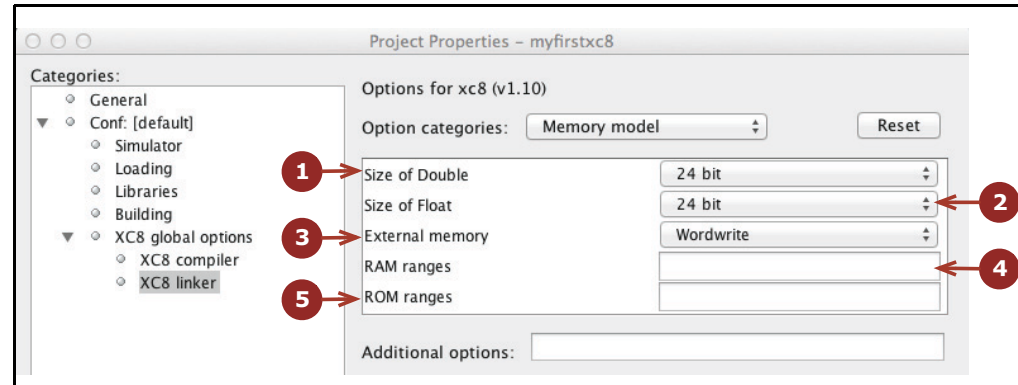 Project Properties – myfirstxc8
Categories:
General
Conf: [default]
Simulator
Loading
Libraries
Building
XC8 global options
XC8 compiler
XC8 linker
Options for xc8 (v1.10)
Option categories: Memory model Reset
1 Size of Double 24 bit
Size of Float 24 bit 2
3 External memory Wordwrite
RAM ranges 4
5 ROM ranges
Additional options: